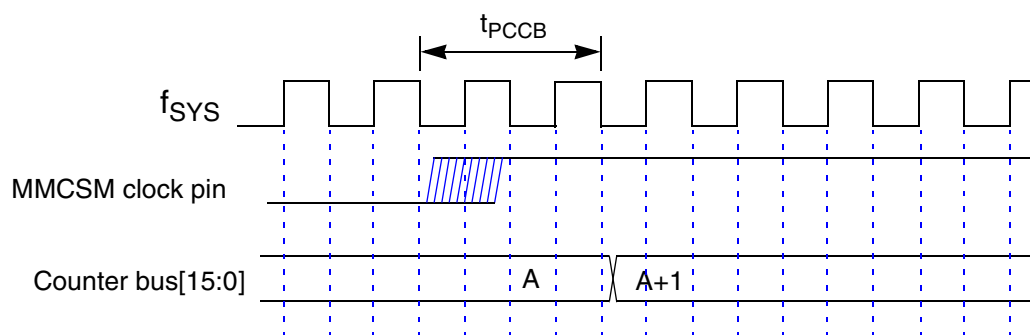 tPCCB
fSYS
MMCSM clock pin
Counter bus[15:0]
A
A+1